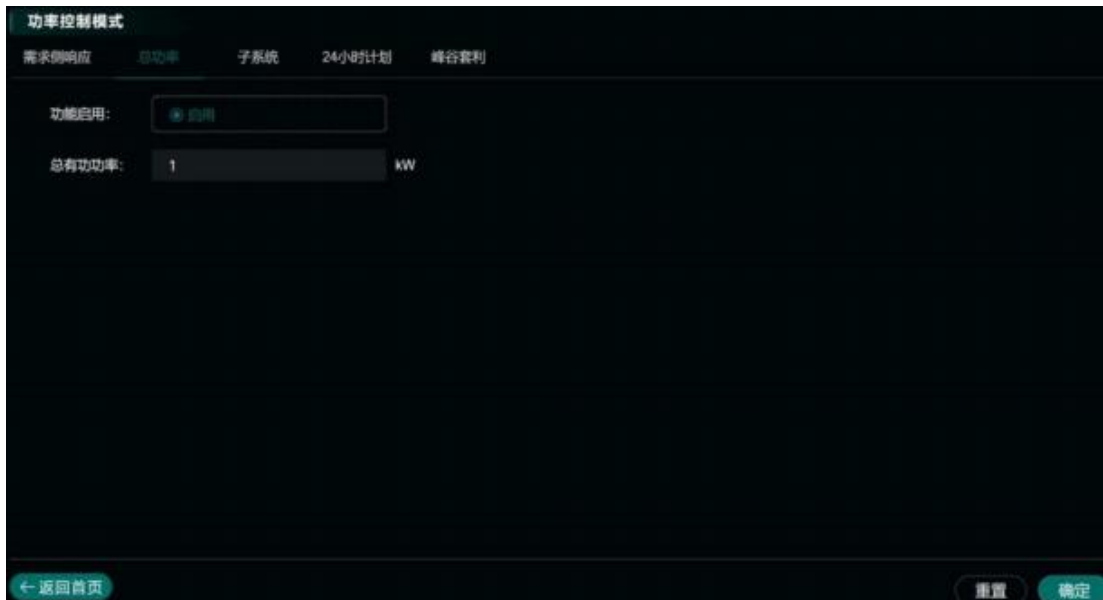 功率控制模式
需求侧响应 总功率 子系统 24小时计划 峰谷套利
功能启用: 启用
总有功功率: 1 kW
←返回首页 重置 确定